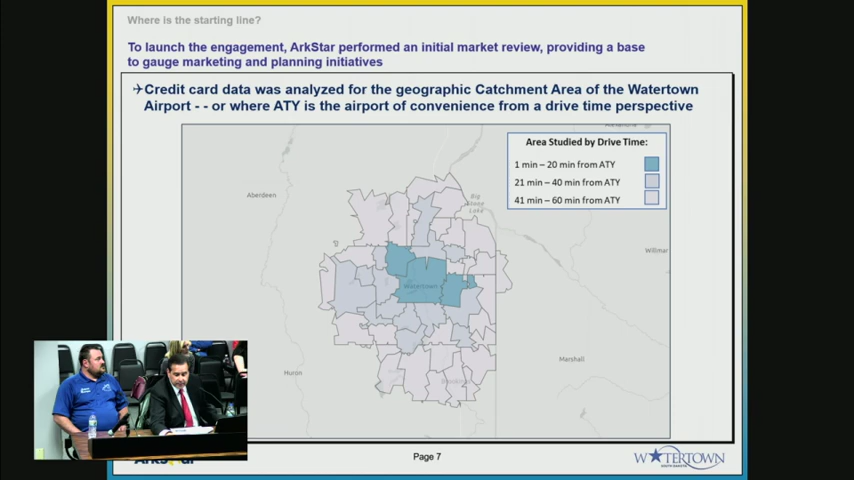 Where is the starting line?
To launch the engagement, ArkStar performed an initial market review, providing a base
to gauge marketing and planning initiatives
Credit card data was analyzed for the geographic Catchment Area of the Watertown
Airport - - or where ATY is the airport of convenience from a drive time perspective
Area Studied by Drive Time:
1 min – 20 min from ATY
21 min – 40 min from ATY
41 min – 60 min from ATY
Aberdeen
Big
Stone
Lake
Willmar
Watertown
Huron
Marshall
Brookings
ArkStar
Page 7
WATERTOWN
SOUTH DAKOTA